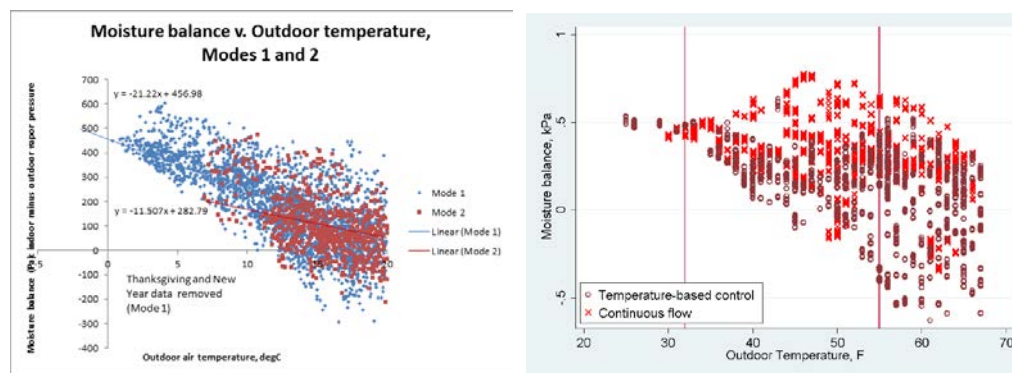 Moisture balance v. Outdoor temperature,
Modes 1 and 2
Moisture balance (Pa): indoor minus outdoor vapor pressure
700
600
500
400
300
200
100
0
-100
-200
-300
-400
y = -21.22x + 456.98
y = -11.507x + 282.79
5
10
15
20
Thanksgiving and New
Year data removed
(Mode 1)
Outdoor air temperature, degC
Mode 1
Mode 2
Linear (Mode 1)
Linear (Mode 2)
Moisture balance, kPa
1
.5
0
.5
Temperature-based control
Continuous flow
20
30
40
50
60
70
Outdoor Temperature, F